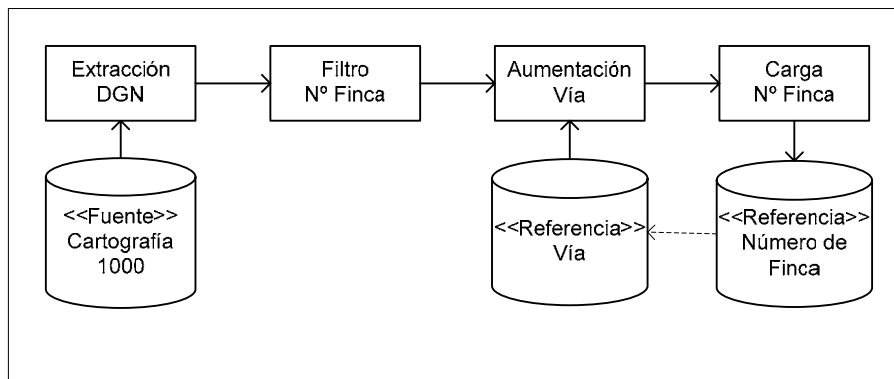 Extracción
DGN
Filtro
Nº Finca
Aumentación
Vía
Carga
Nº Finca
<<Fuente>>
Cartografía
1000
<<Referencia>>
Vía
<<Referencia>>
Número de
Finca